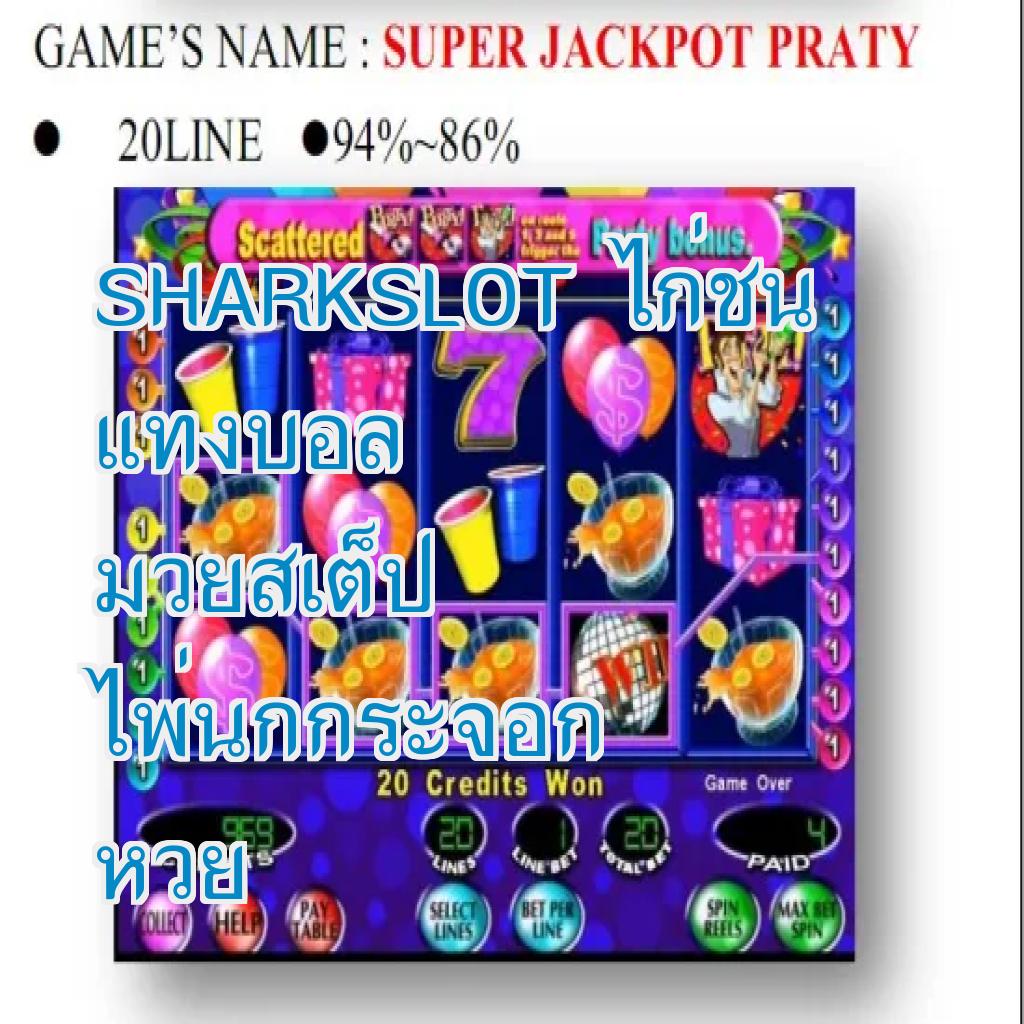 GAME'S NAME : SUPER JACKPOT PRATY
● 20LINE ●94%~86%
Scattered Party bonus.
SHARKSLOT ไก่ชน
แทงบอล
มวยสเต็ป
ไพ่นกกระจอก
หวย
20 Credits Won
Game Over
969
20
1
20
4
LINES
LINE BET
TOTAL BET
PAID
COLLECT
HELP
PAY TABLE
SELECT LINES
BET PER LINE
SPIN REELS
MAX BET SPIN